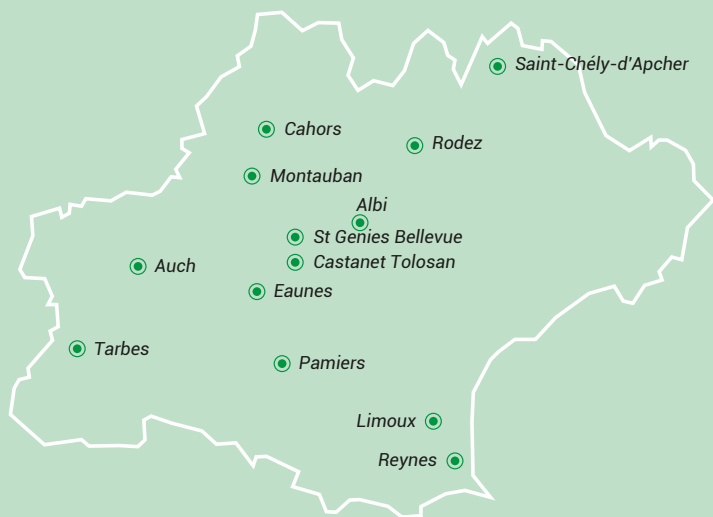 Saint-Chély-d'Apcher
Cahors
Rodez
Montauban
Albi
St Genies Bellevue
Castanet Tolosan
Auch
Eaunes
Tarbes
Pamiers
Limoux
Reynes